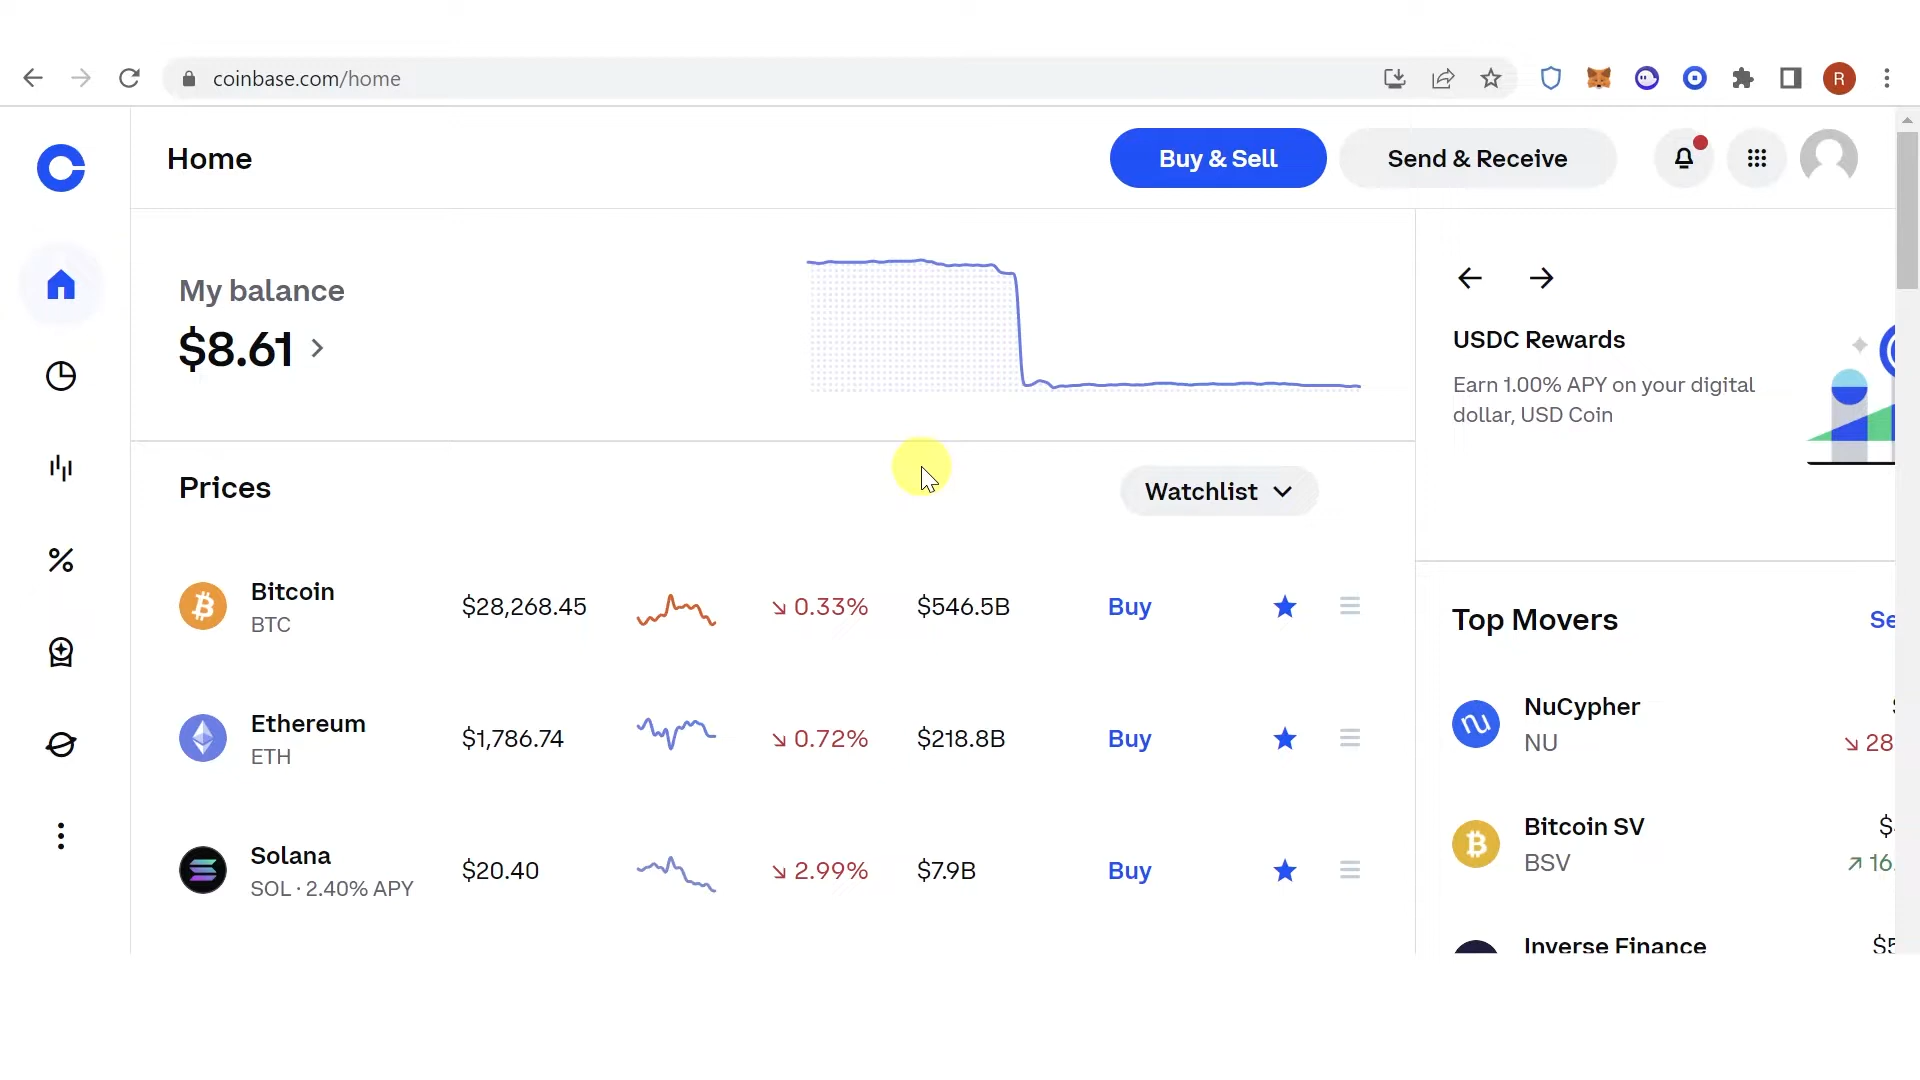 coinbase.com/home
R
Home
Buy & Sell
Send & Receive
My balance
$8.61
USDC Rewards
Earn 1.00% APY on your digital
dollar, USD Coin
Prices
Watchlist
Bitcoin
BTC
$28,268.45
0.33%
$546.5B
Buy
Ethereum
ETH
$1,786.74
0.72%
$218.8B
Buy
Solana
SOL · 2.40% APY
$20.40
2.99%
$7.9B
Buy
Top Movers
NuCypher
NU
28
Bitcoin SV
BSV
$
16.
Inverse Finance